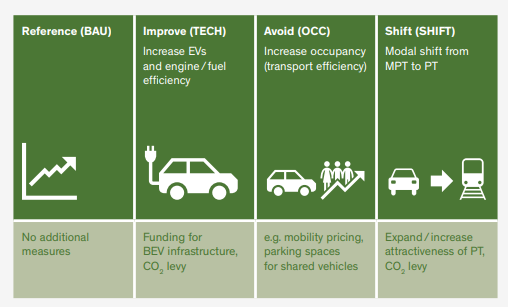 Reference (BAU)
Improve (TECH)
Increase EVs
and engine / fuel
efficiency
Avoid (OCC)
Increase occupancy
(transport efficiency)
Shift (SHIFT)
Modal shift from
MPT to PT
No additional
measures
Funding for
BEV infrastructure,
CO₂ levy
e.g. mobility pricing,
parking spaces
for shared vehicles
Expand / increase
attractiveness of PT,
CO₂ levy